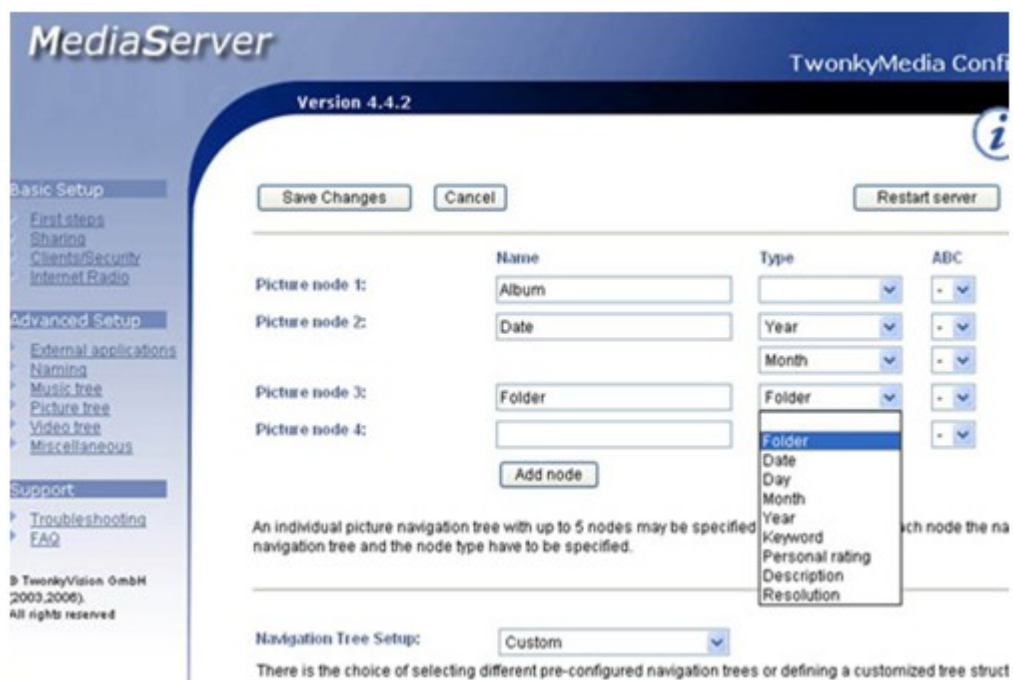 MediaServer
TwonkyMedia Confi
Version 4.4.2
i
Save Changes Cancel Restart server
Basic Setup
First steps
Sharing
Clients/Security
Internet Radio
Advanced Setup
External applications
Naming
Music tree
Picture tree
Video tree
Miscellaneous
Support
Troubleshooting
FAQ
© TwonkyVision GmbH
(2003,2006).
All rights reserved
Name Type ABC
Picture node 1: Album -
Picture node 2: Date Year -
Month -
Picture node 3: Folder Folder -
Picture node 4: -
Folder
Date
Day
Month
Year
Keyword
Personal rating
Description
Resolution
Add node
An individual picture navigation tree with up to 5 nodes may be specified ach node the na
navigation tree and the node type have to be specified.
Navigation Tree Setup: Custom
There is the choice of selecting different pre-configured navigation trees or defining a customized tree struct